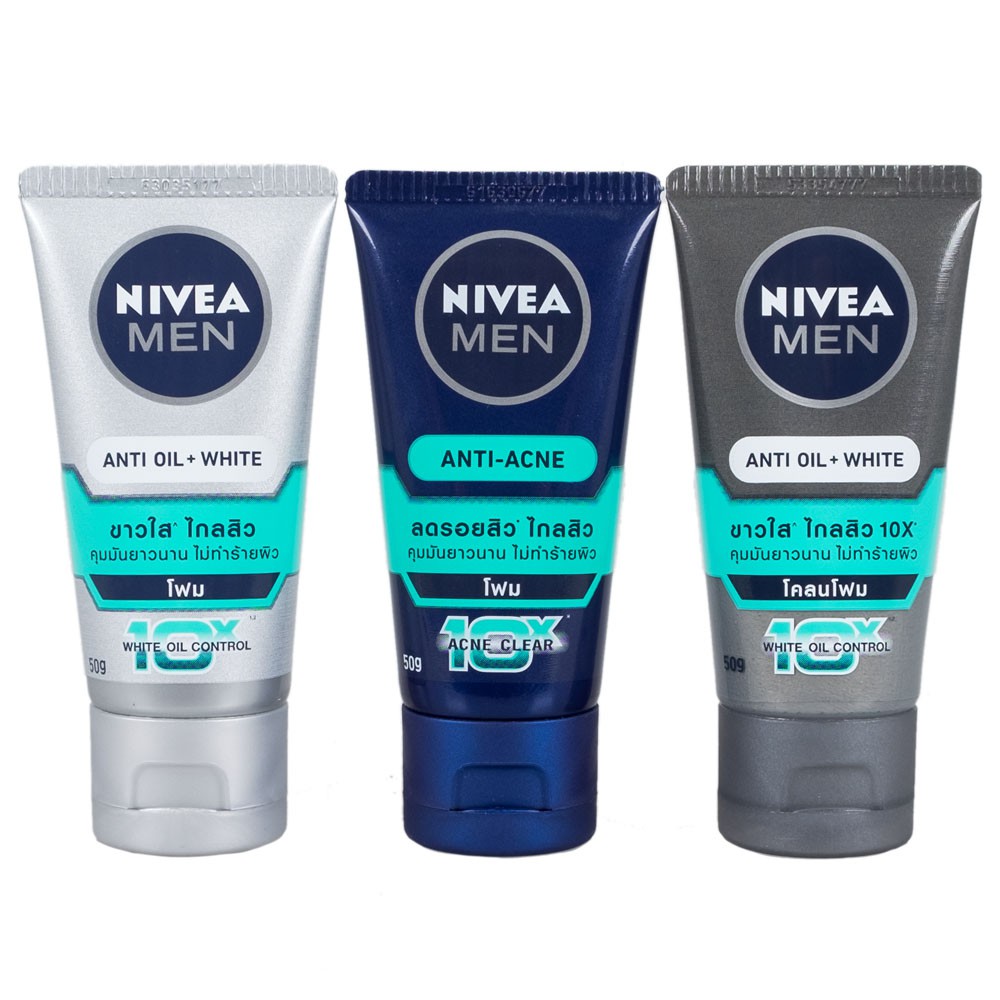 NIVEA
MEN
ANTI OIL + WHITE
ขาวใส^ ไกลสิว
คุมมันยาวนาน ไม่ทำร้ายผิว
โฟม
10X
WHITE OIL CONTROL
50g
NIVEA
MEN
ANTI-ACNE
ลดรอยสิว* ไกลสิว
คุมมันยาวนาน ไม่ทำร้ายผิว
โฟม
10X
ACNE CLEAR
50g
NIVEA
MEN
ANTI OIL + WHITE
ขาวใส^ ไกลสิว 10X*
คุมมันยาวนาน ไม่ทำร้ายผิว
โคลนโฟม
10X
WHITE OIL CONTROL
50g